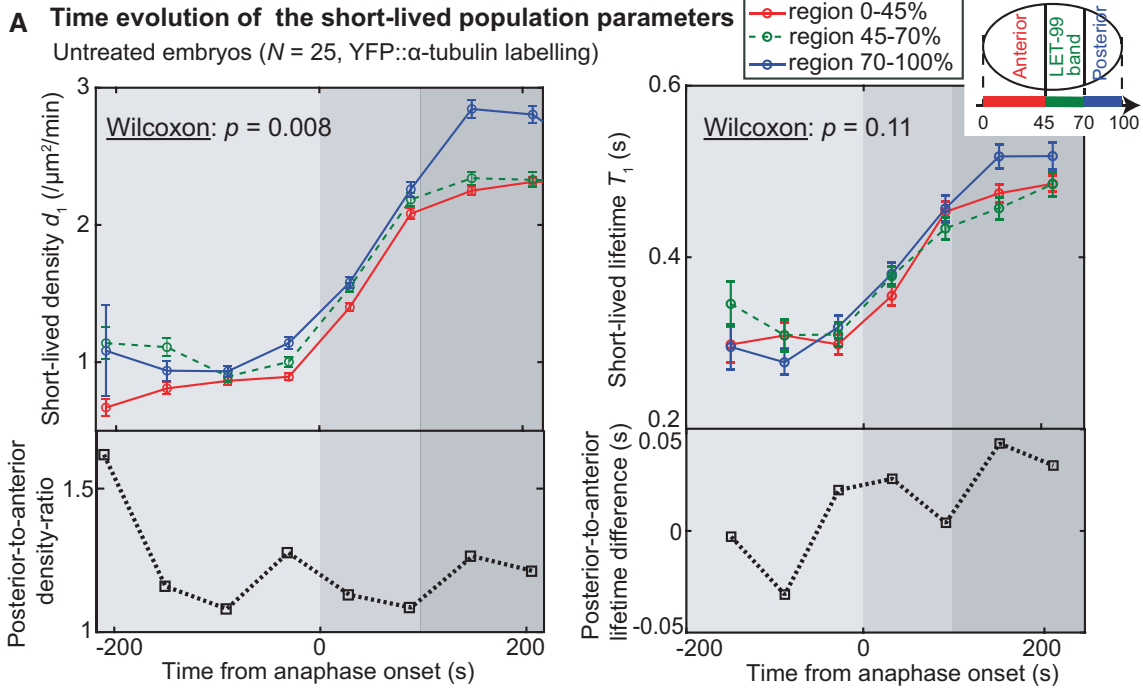 A
Time evolution of the short-lived population parameters
Untreated embryos (N = 25, YFP::α-tubulin labelling)
region 0-45%
region 45-70%
region 70-100%
Anterior
LET-99
band
Posterior
0 45 70 100
Wilcoxon: p = 0.008
Short-lived density d₁ (/µm²/min)
3
2
1
Posterior-to-anterior
density-ratio
1.5
1
-200 0 200
Time from anaphase onset (s)
Wilcoxon: p = 0.11
Short-lived lifetime T₁ (s)
0.6
0.4
0.2
Posterior-to-anterior
lifetime difference (s)
0.05
0
-0.05
-200 0 200
Time from anaphase onset (s)